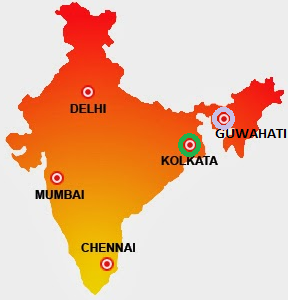 DELHI
GUWAHATI
KOLKATA
MUMBAI
CHENNAI